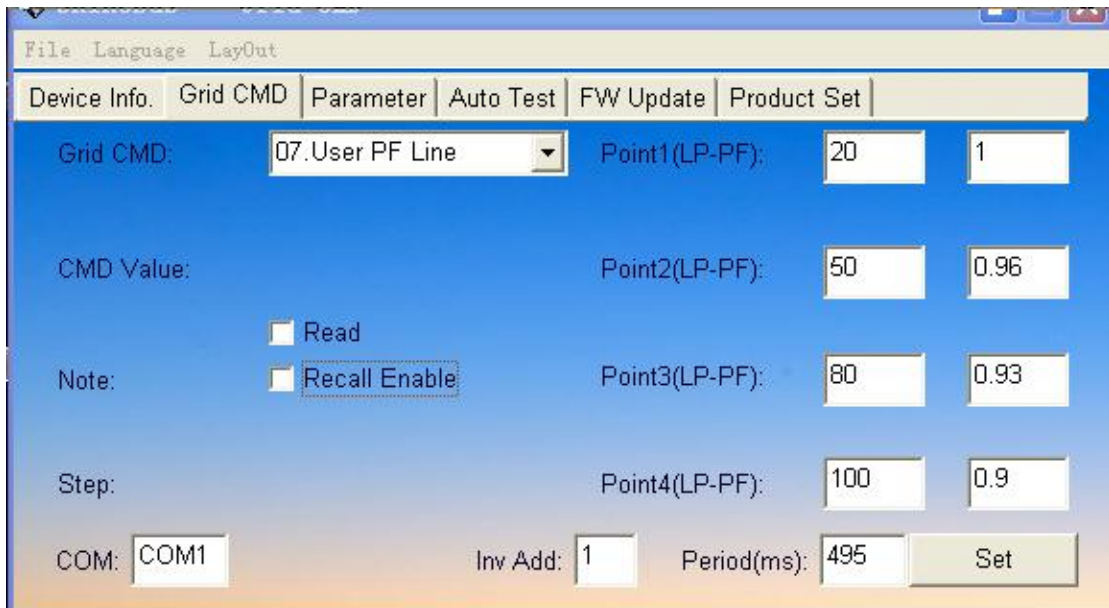 File Language LayOut
Device Info. Grid CMD Parameter Auto Test FW Update Product Set
Grid CMD: 07.User PF Line Point1(LP-PF): 20 1
CMD Value: Point2(LP-PF): 50 0.96
Read
Note: Recall Enable Point3(LP-PF): 80 0.93
Step: Point4(LP-PF): 100 0.9
COM: COM1 Inv Add: 1 Period(ms): 495 Set